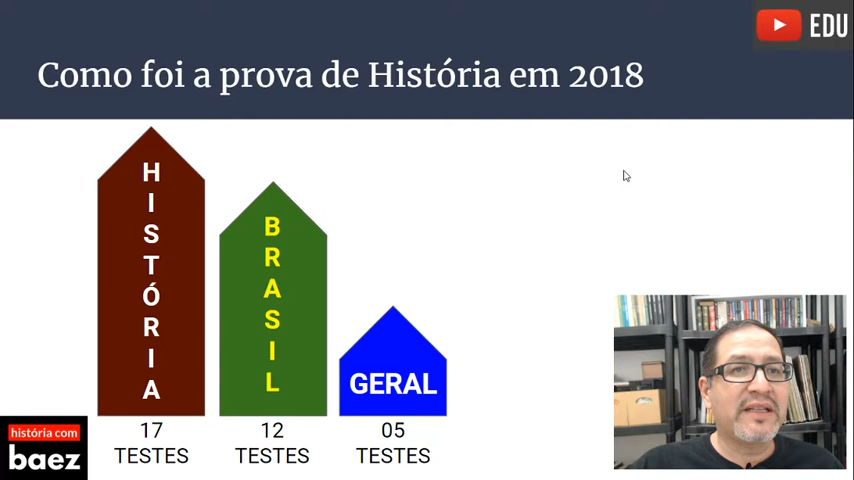 EDU
Como foi a prova de História em 2018
HISTÓRIA
BRASIL
GERAL
17
TESTES
12
TESTES
05
TESTES
história com
baez